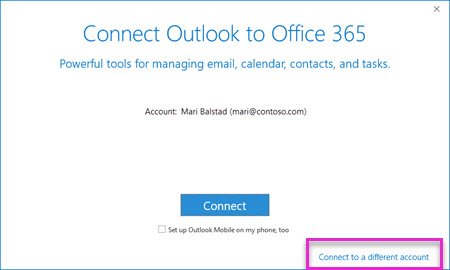 Connect Outlook to Office 365
Powerful tools for managing email, calendar, contacts, and tasks.
Account: Mari Balstad (mari@contoso.com)
Connect
Set up Outlook Mobile on my phone, too
Connect to a different account